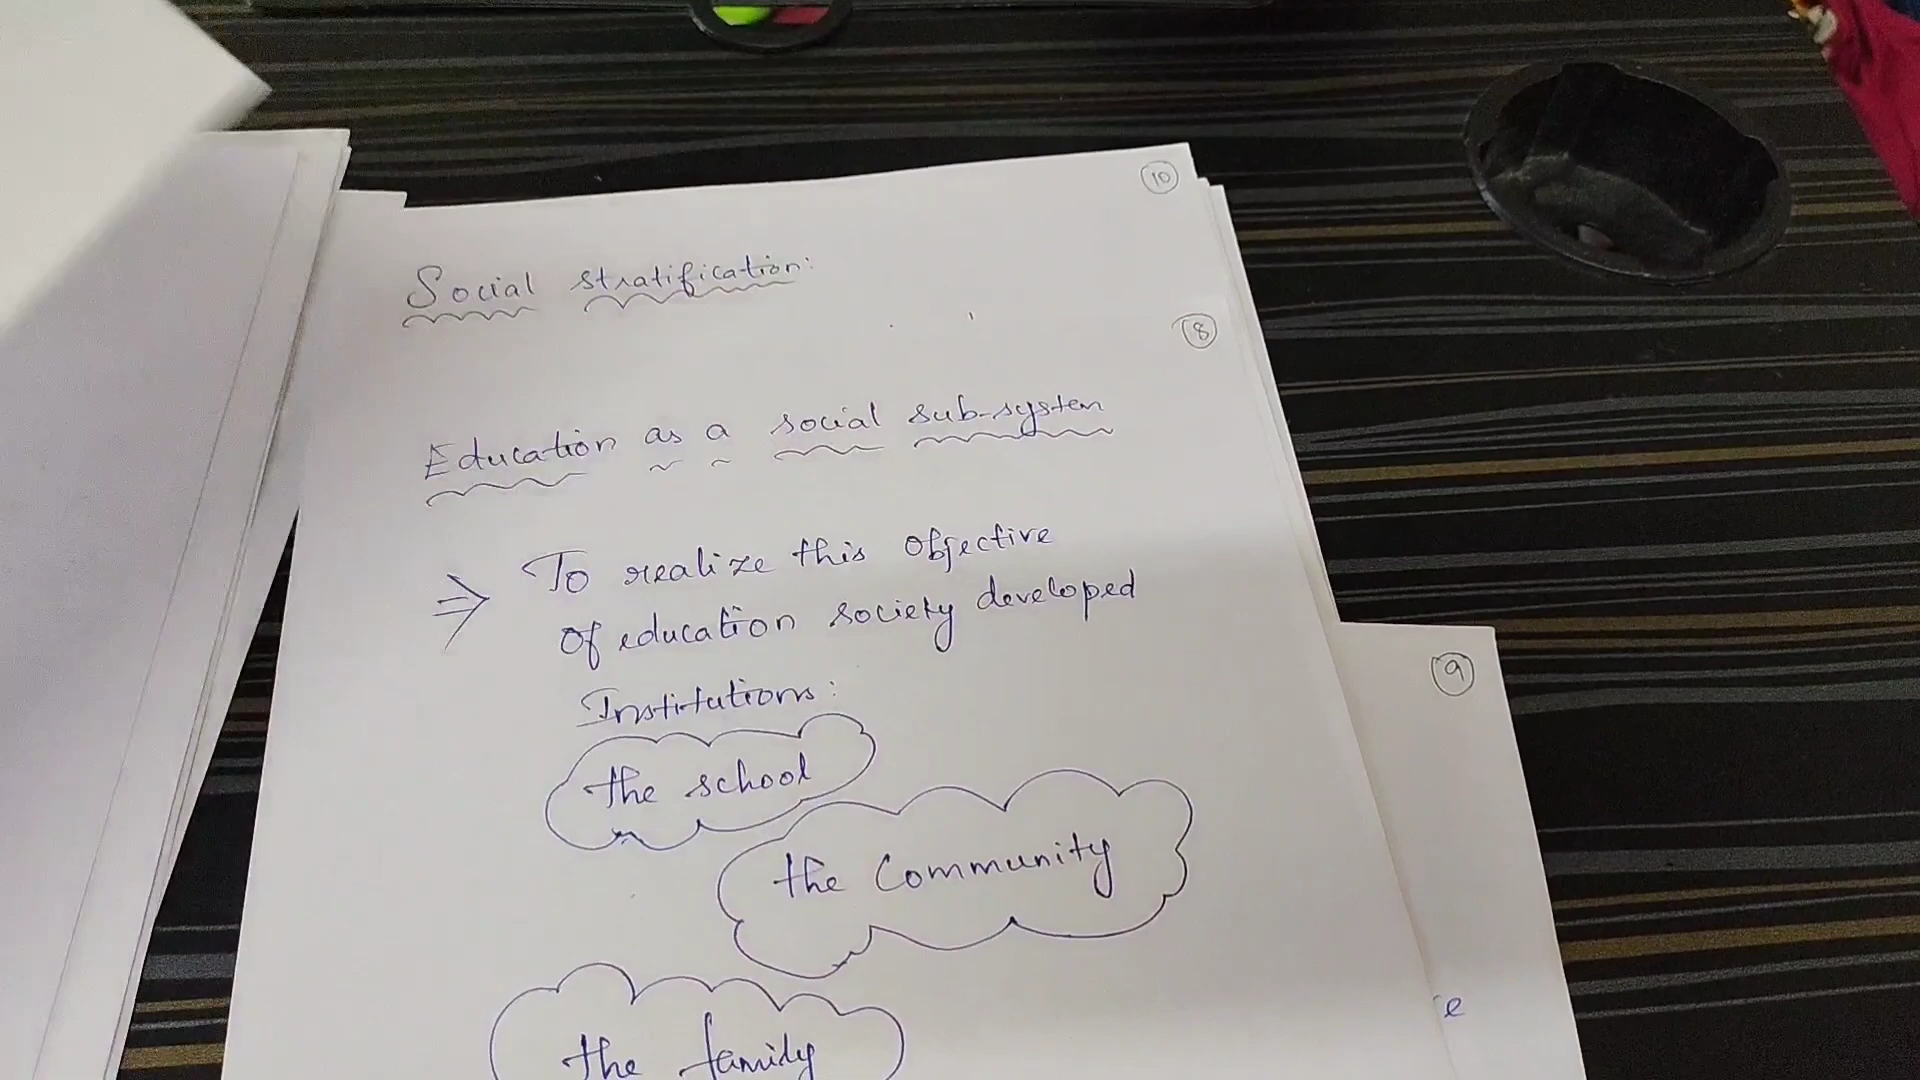 10
Social stratification:
8
Education as a social sub-system
⇒ To realize this objective
of education society developed
Institutions:
the school
the Community
9
the family